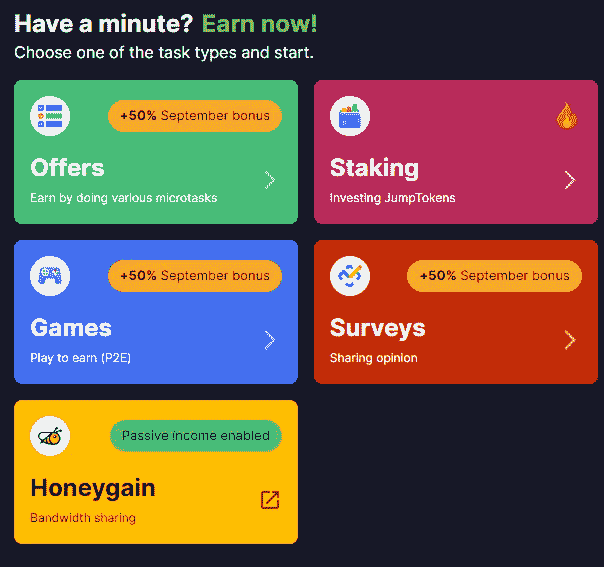 Have a minute? Earn now!
Choose one of the task types and start.
+50% September bonus
Offers
Earn by doing various microtasks
Staking
Investing JumpTokens
+50% September bonus
Games
Play to earn (P2E)
+50% September bonus
Surveys
Sharing opinion
Passive income enabled
Honeygain
Bandwidth sharing